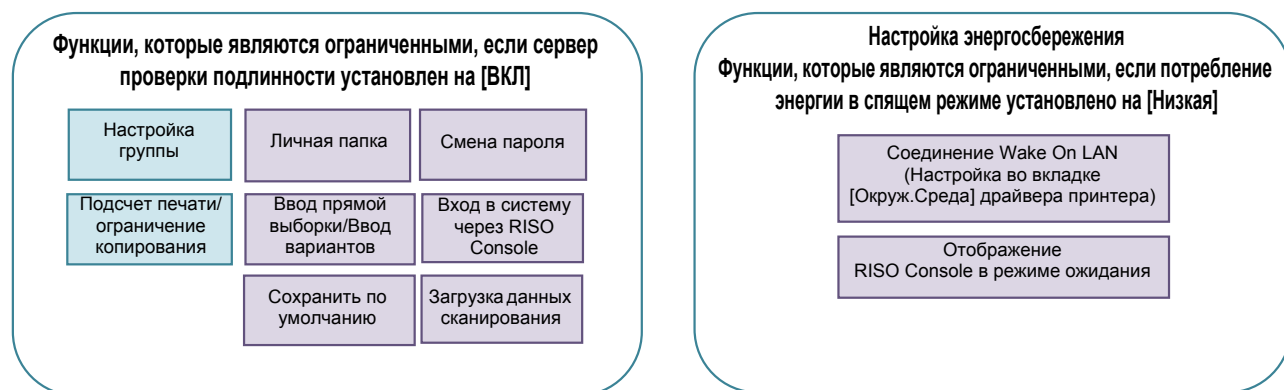 Функции, которые являются ограниченными, если сервер
проверки подлинности установлен на [ВКЛ]
Настройка
группы
Личная папка
Смена пароля
Подсчет печати/
ограничение
копирования
Ввод прямой
выборки/Ввод
вариантов
Вход в систему
через RISO
Console
Сохранить по
умолчанию
Загрузка данных
сканирования
Настройка энергосбережения
Функции, которые являются ограниченными, если потребление
энергии в спящем режиме установлено на [Низкая]
Соединение Wake On LAN
(Настройка во вкладке
[Окруж.Среда] драйвера принтера)
Отображение
RISO Console в режиме ожидания